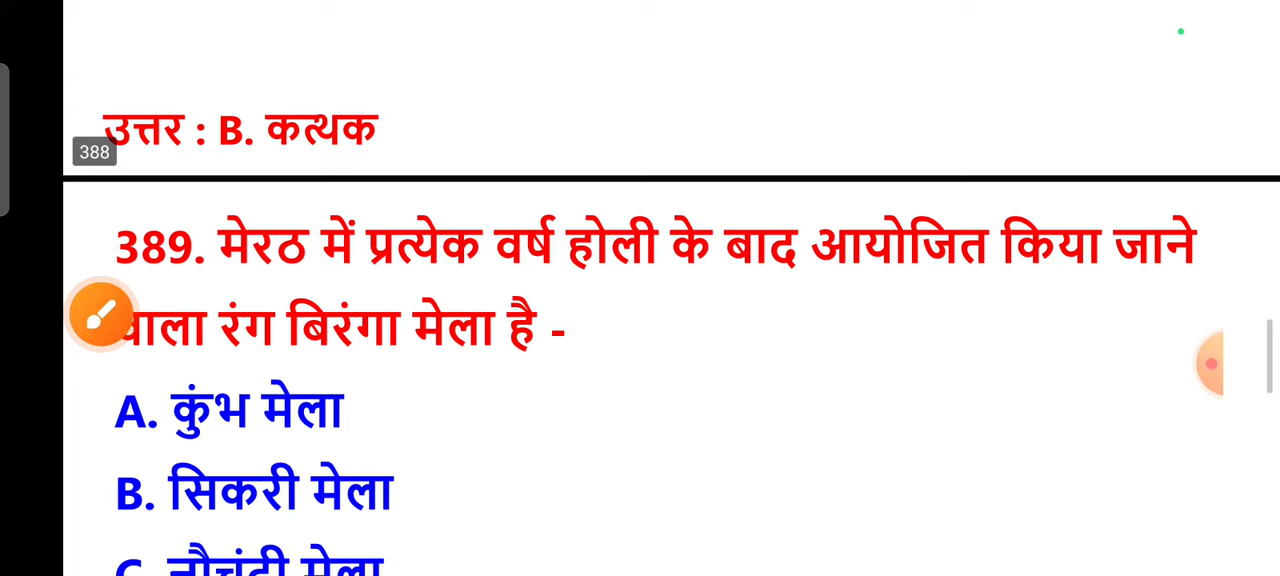 उत्तर : B. कत्थक
388
389. मेरठ में प्रत्येक वर्ष होली के बाद आयोजित किया जाने
वाला रंग बिरंगा मेला है -
A. कुंभ मेला
B. सिकरी मेला
C. नौचंदी मेला